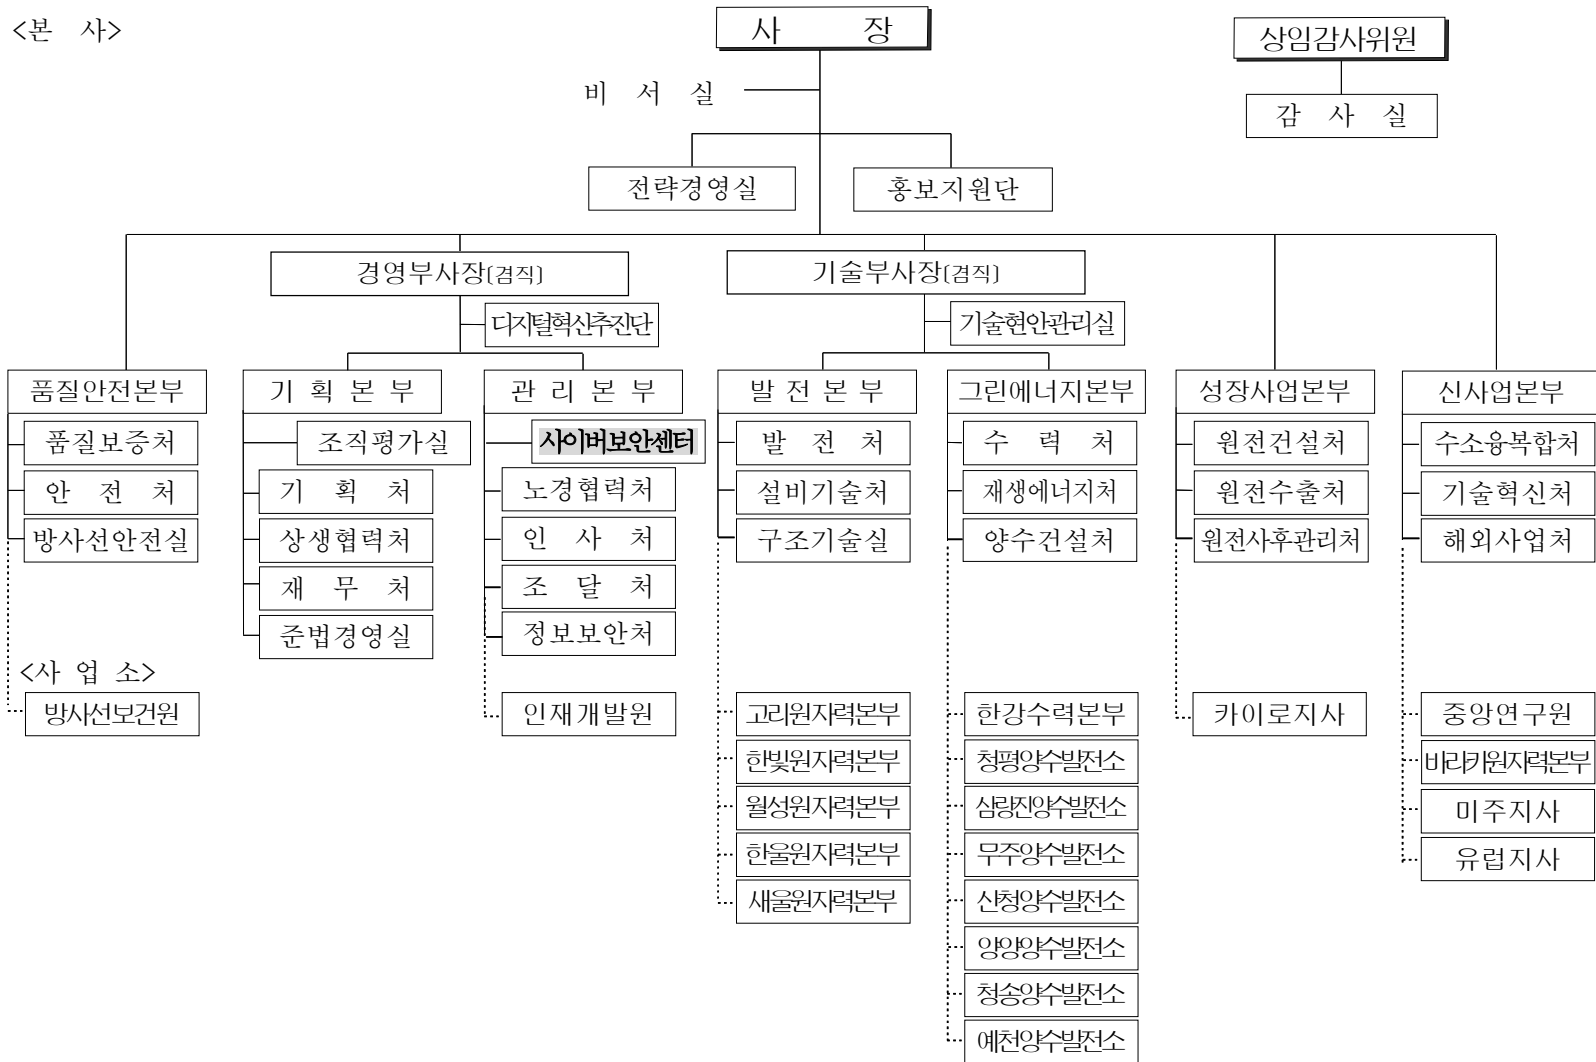 <본 사>
사 장
상임감사위원
비 서 실
감 사 실
전략경영실
홍보지원단
경영부사장(겸직)
기술부사장(겸직)
디지털혁신추진단
기술현안관리실
품질안전본부
기 획 본 부
관 리 본 부
발 전 본 부
그린에너지본부
성장사업본부
신사업본부
품질보증처
조직평가실
사이버보안센터
발 전 처
수 력 처
원전건설처
수소융복합처
안 전 처
기 획 처
노경협력처
설비기술처
재생에너지처
원전수출처
기술혁신처
방사선안전실
상생협력처
인 사 처
구조기술실
양수건설처
원전사후관리처
해외사업처
재 무 처
조 달 처
준법경영실
정보보안처
<사 업 소>
방사선보건원
인재개발원
고리원자력본부
한강수력본부
카이로지사
중앙연구원
한빛원자력본부
청평양수발전소
바라카원자력본부
월성원자력본부
삼랑진양수발전소
미주지사
한울원자력본부
무주양수발전소
유럽지사
새울원자력본부
산청양수발전소
양양양수발전소
청송양수발전소
예천양수발전소